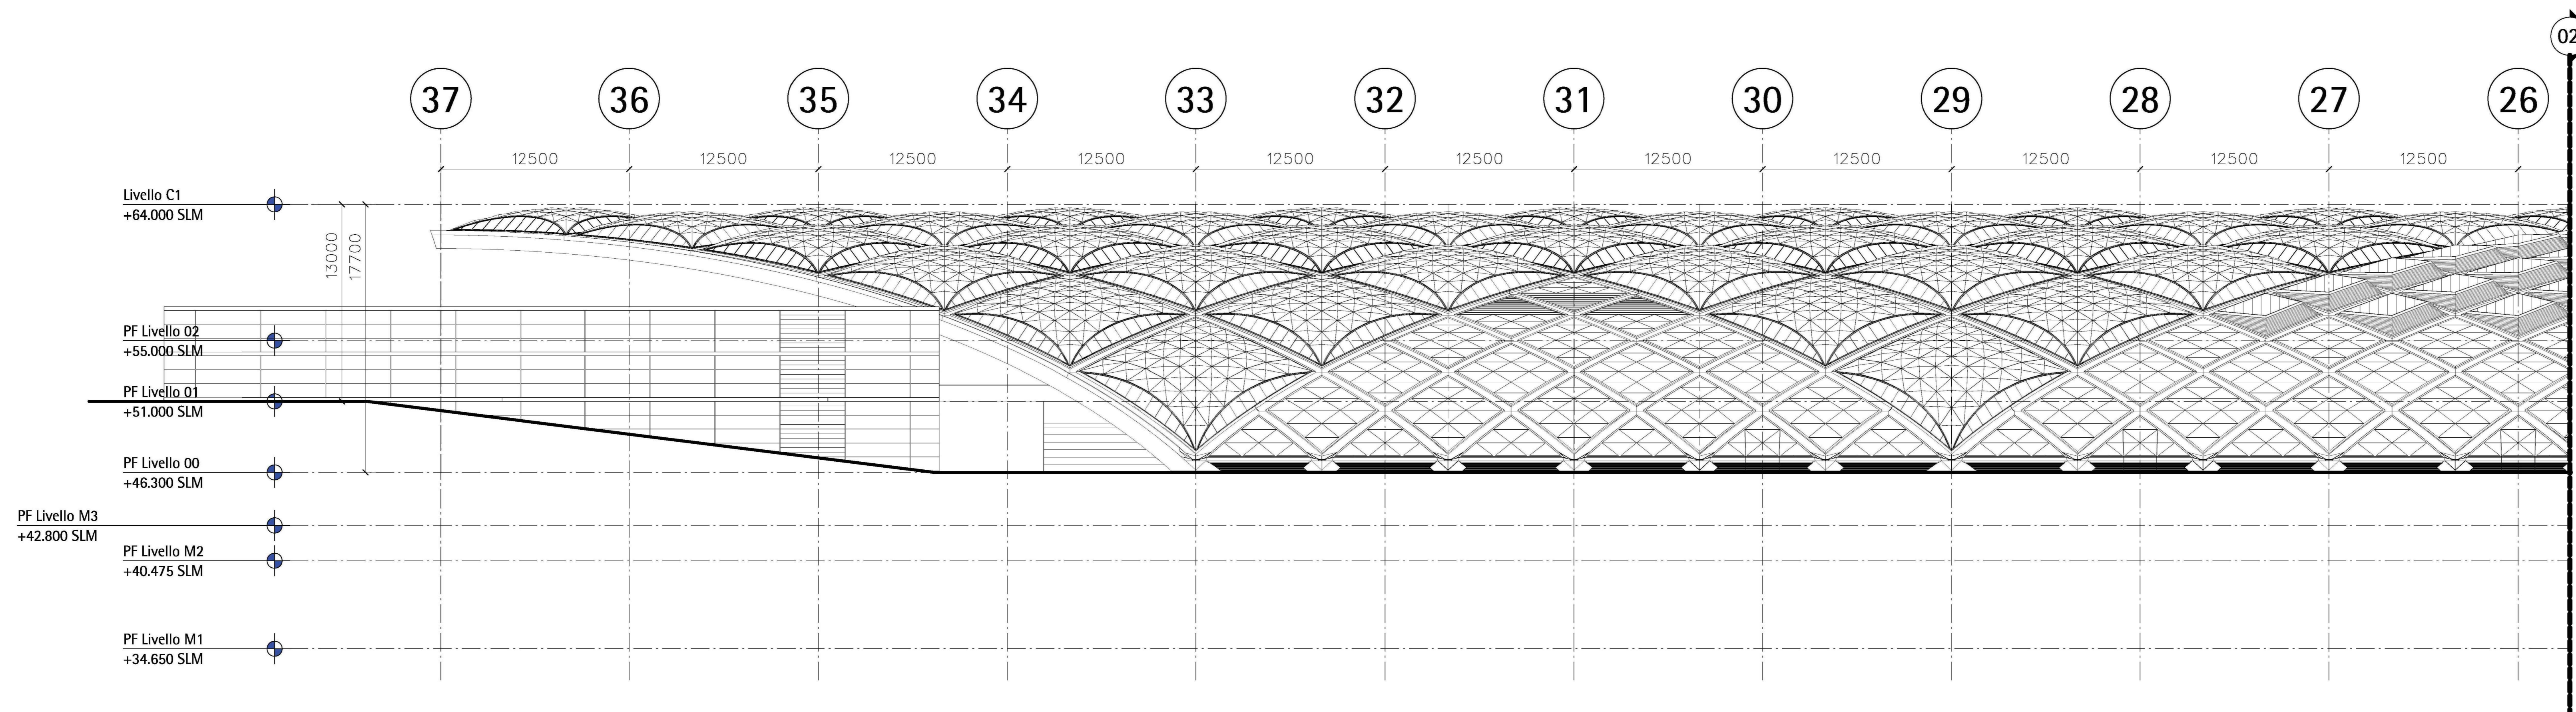 02
37 36 35 34 33 32 31 30 29 28 27 26
12500 12500 12500 12500 12500 12500 12500 12500 12500 12500 12500
Livello C1
+64.000 SLM
13000
17700
PF Livello 02
+55.000 SLM
PF Livello 01
+51.000 SLM
PF Livello 00
+46.300 SLM
PF Livello M3
+42.800 SLM
PF Livello M2
+40.475 SLM
PF Livello M1
+34.650 SLM